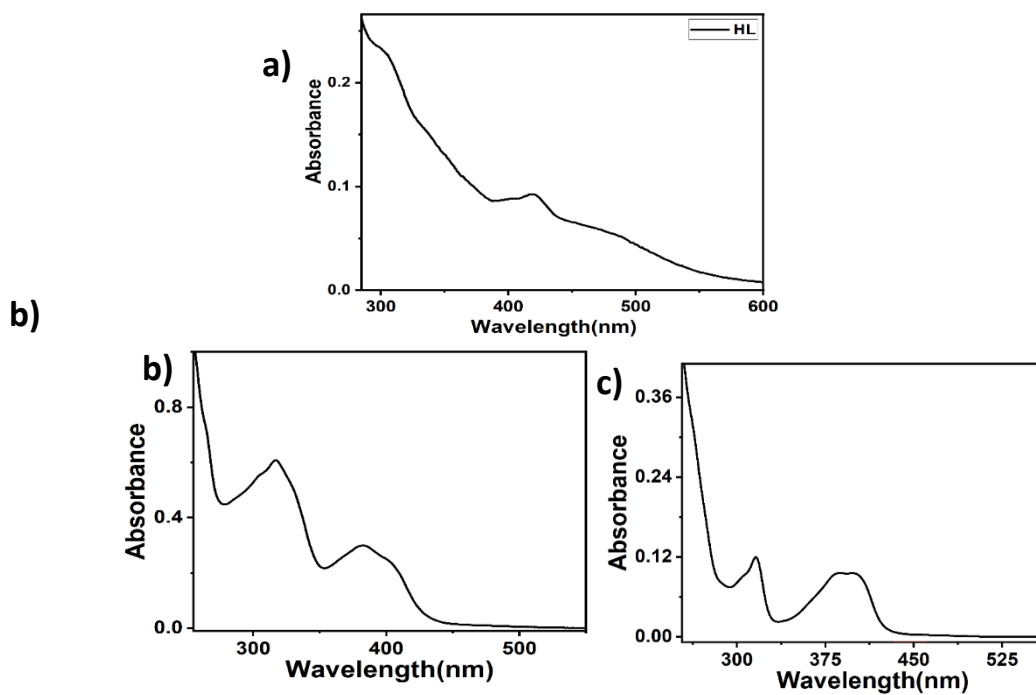 a)
HL
Absorbance
0.2
0.1
0.0
300 400 500 600
Wavelength(nm)
b)
b)
Absorbance
0.8
0.4
0.0
300 400 500
Wavelength(nm)
c)
Absorbance
0.36
0.24
0.12
0.00
300 375 450 525
Wavelength(nm)